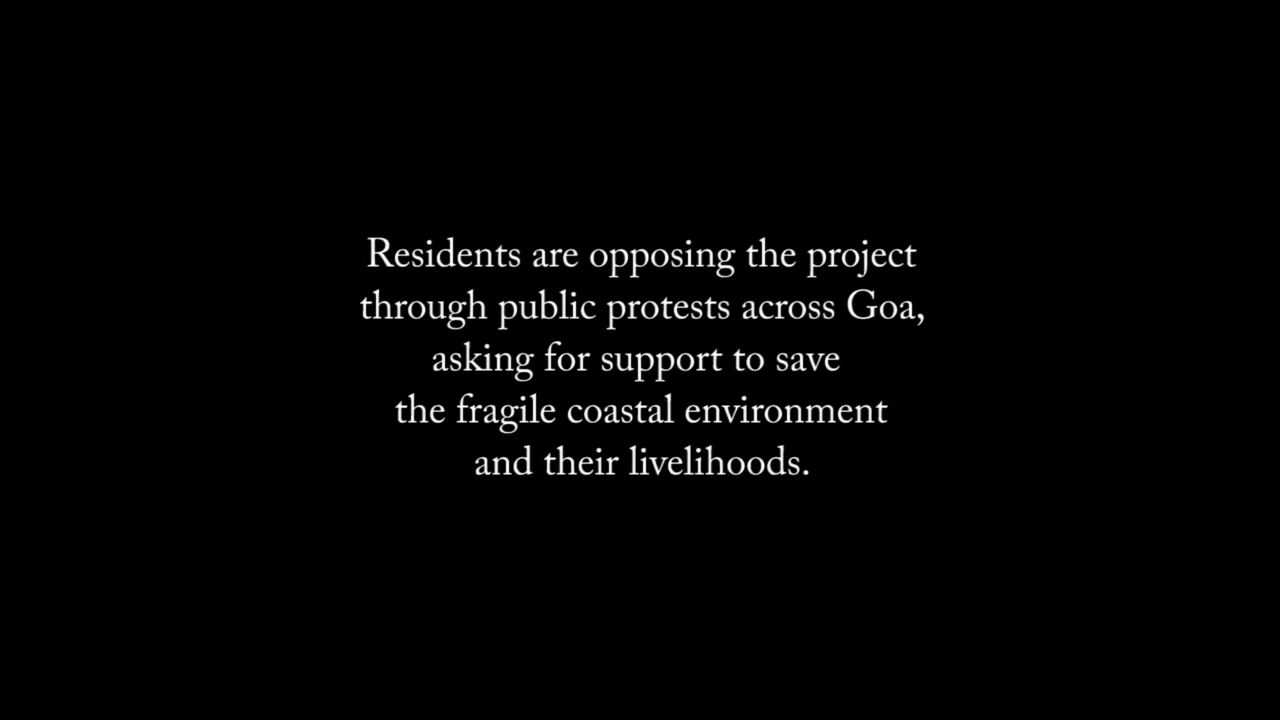 Residents are opposing the project
through public protests across Goa,
asking for support to save
the fragile coastal environment
and their livelihoods.